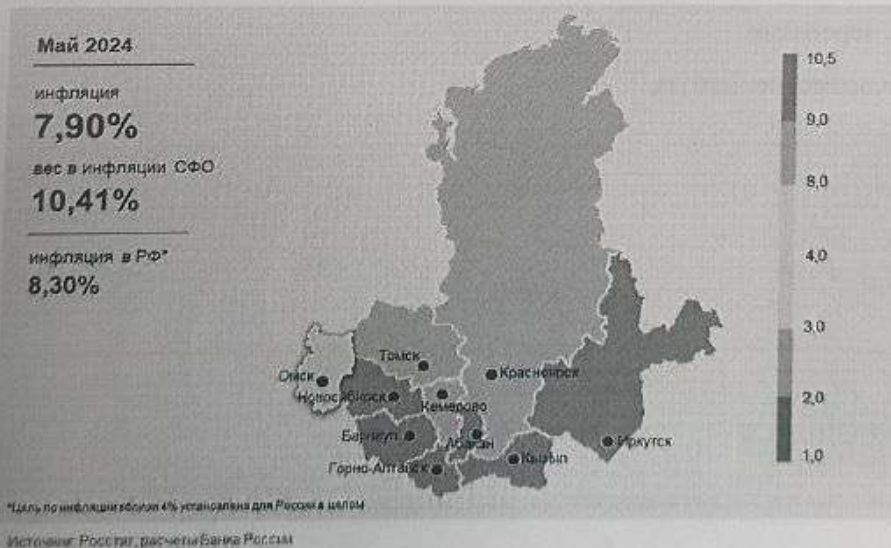 Май 2024
инфляция
7,90%
вес в инфляции СФО
10,41%
инфляция в РФ*
8,30%
10,5
9,0
8,0
4,0
3,0
2,0
1,0
Томск
Омск
Красноярск
Новосибирск
Кемерово
Барнаул
Абакан
Иркутск
Горно-Алтайск
Кызыл
*Цель по инфляции вблизи 4% установлена для России в целом
Источник: Росстат, расчеты Банка России